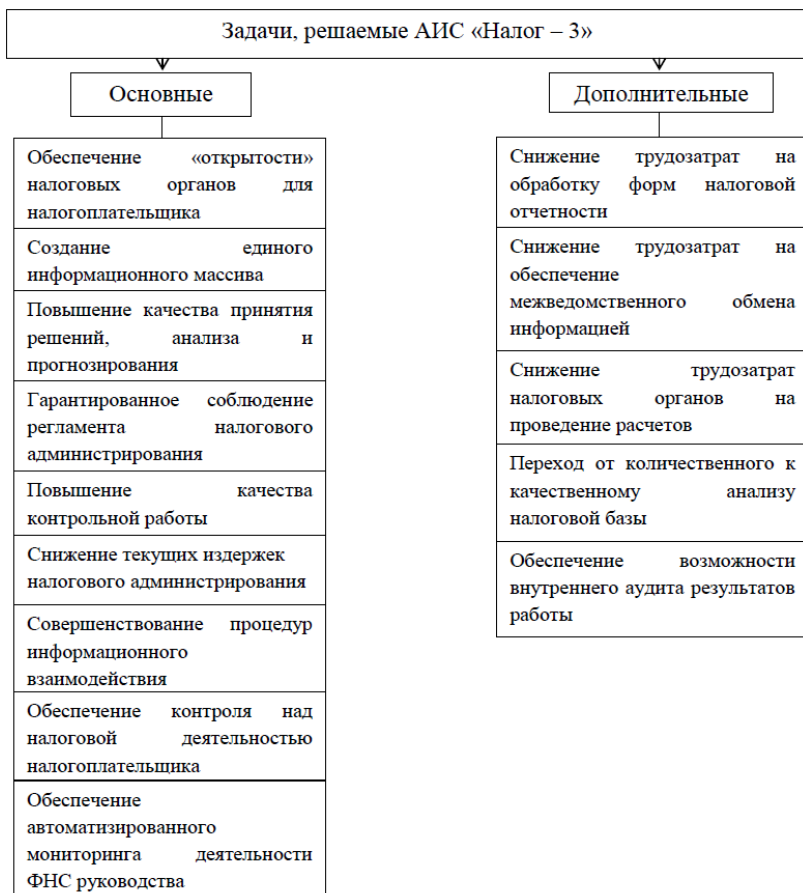 Задачи, решаемые АИС «Налог – 3»
Основные
Обеспечение «открытости»
налоговых органов для
налогоплательщика
Создание единого
информационного массива
Повышение качества принятия
решений, анализа и
прогнозирования
Гарантированное соблюдение
регламента налогового
администрирования
Повышение качества
контрольной работы
Снижение текущих издержек
налогового администрирования
Совершенствование процедур
информационного
взаимодействия
Обеспечение контроля над
налоговой деятельностью
налогоплательщика
Обеспечение
автоматизированного
мониторинга деятельности
ФНС руководства
Дополнительные
Снижение трудозатрат на
обработку форм налоговой
отчетности
Снижение трудозатрат на
обеспечение
межведомственного обмена
информацией
Снижение трудозатрат
налоговых органов на
проведение расчетов
Переход от количественного к
качественному анализу
налоговой базы
Обеспечение возможности
внутреннего аудита результатов
работы